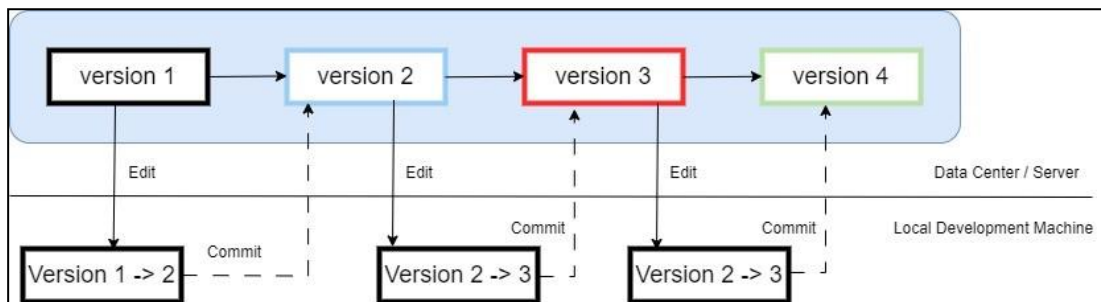 version 1
version 2
version 3
version 4
Edit
Edit
Edit
Data Center / Server
Local Development Machine
Commit
Commit
Commit
Version 1 -> 2
Version 2 -> 3
Version 2 -> 3